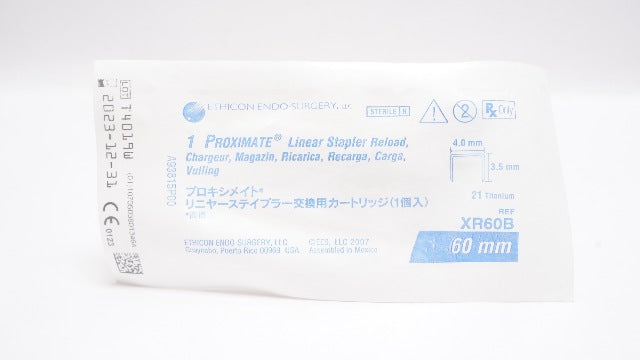 ETHICON ENDO-SURGERY, LLC
STERILE R
2
Rx Only
1 PROXIMATE® Linear Stapler Reload,
Chargeur, Magazin, Ricarica, Recarga, Carga,
Vulling
プロキシメイト®
リニヤーステイプラー交換用カートリッジ(1個入)
ETHICON ENDO-SURGERY, LLC
Guaynabo, Puerto Rico 00969 USA
©EES, LLC 2007
Assembled in Mexico
4.0 mm
3.5 mm
21 Titanium
REF
XR60B
60 mm
A93815P00
LOT T4019W
2023-12-31
CE 0123